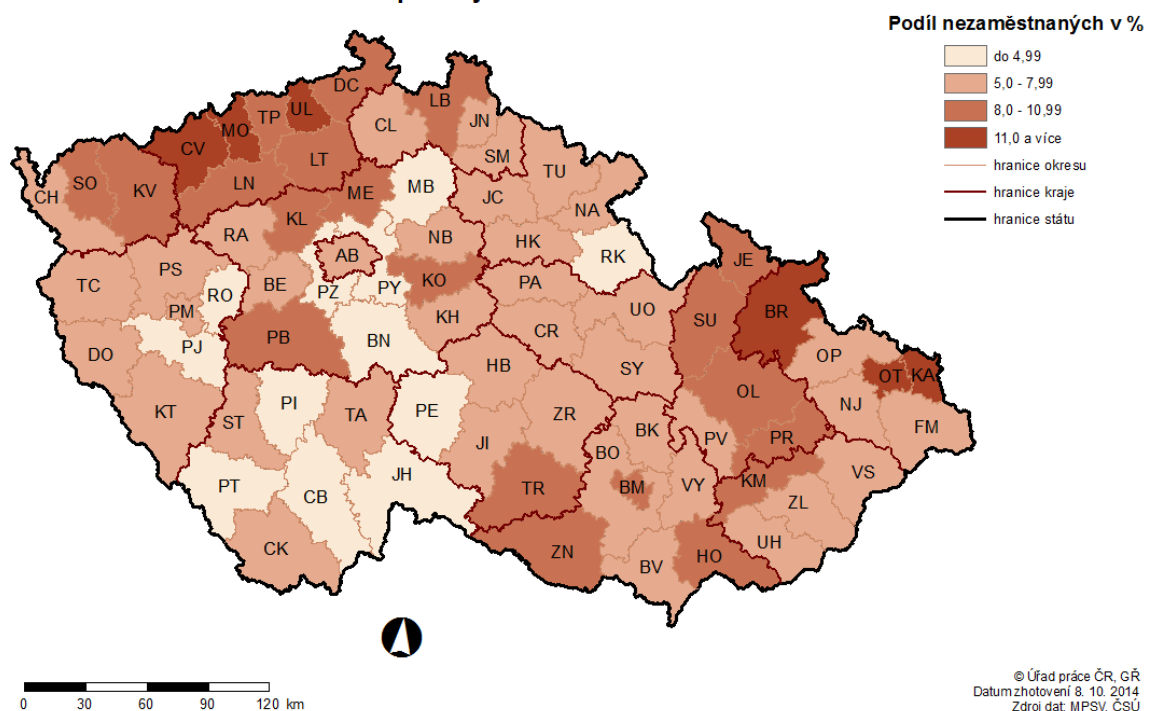 Podíl nezaměstnaných v %
do 4,99
5,0 - 7,99
8,0 - 10,99
11,0 a více
hranice okresu
hranice kraje
hranice státu
DC
LB
UL
TP
MO
CL
JN
CV
LT
SM
TU
SO
KV
LN
ME
MB
JC
CH
NA
KL
RA
NB
HK
RK
AB
JE
PS
TC
BE
RO
PZ
PY
KO
PA
PM
KH
UO
SU
BR
PB
BN
CR
PJ
DO
OP
HB
SY
OT
KA
OL
NJ
KT
ST
PI
TA
PE
ZR
FM
JI
BK
PV
PR
BO
VS
PT
CB
JH
TR
BM
VY
KM
ZL
CK
ZN
BV
HO
UH
0 30 60 90 120 km
© Úřad práce ČR, GŘ
Datum zhotovení 8. 10. 2014
Zdroj dat: MPSV, ČSÚ